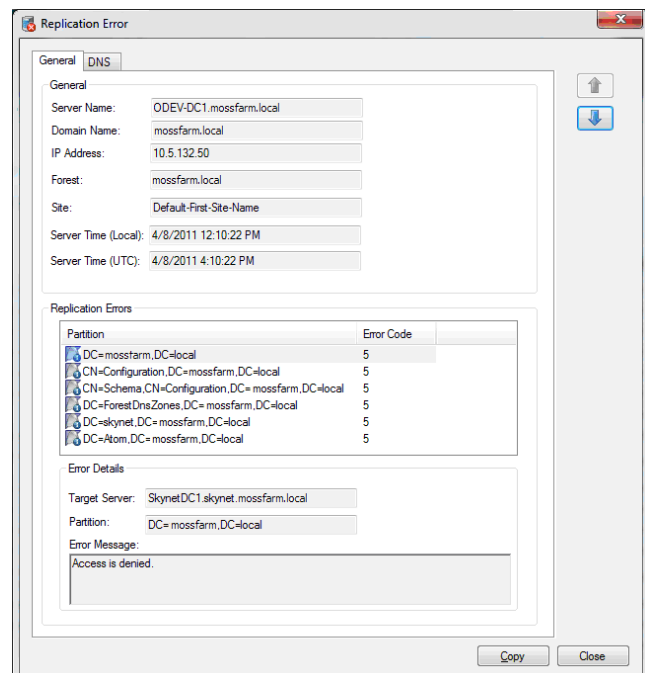 Replication Error
General DNS
General
Server Name: ODEV-DC1.mossfarm.local
Domain Name: mossfarm.local
IP Address: 10.5.132.50
Forest: mossfarm.local
Site: Default-First-Site-Name
Server Time (Local): 4/8/2011 12:10:22 PM
Server Time (UTC): 4/8/2011 4:10:22 PM
Replication Errors
Partition Error Code
DC=mossfarm,DC=local 5
CN=Configuration,DC=mossfarm,DC=local 5
CN=Schema,CN=Configuration,DC= mossfarm,DC=local 5
DC=ForestDnsZones,DC= mossfarm,DC=local 5
DC=skynet,DC= mossfarm,DC=local 5
DC=Atom,DC= mossfarm,DC=local 5
Error Details
Target Server: SkynetDC1.skynet.mossfarm.local
Partition: DC= mossfarm,DC=local
Error Message:
Access is denied.
Copy Close